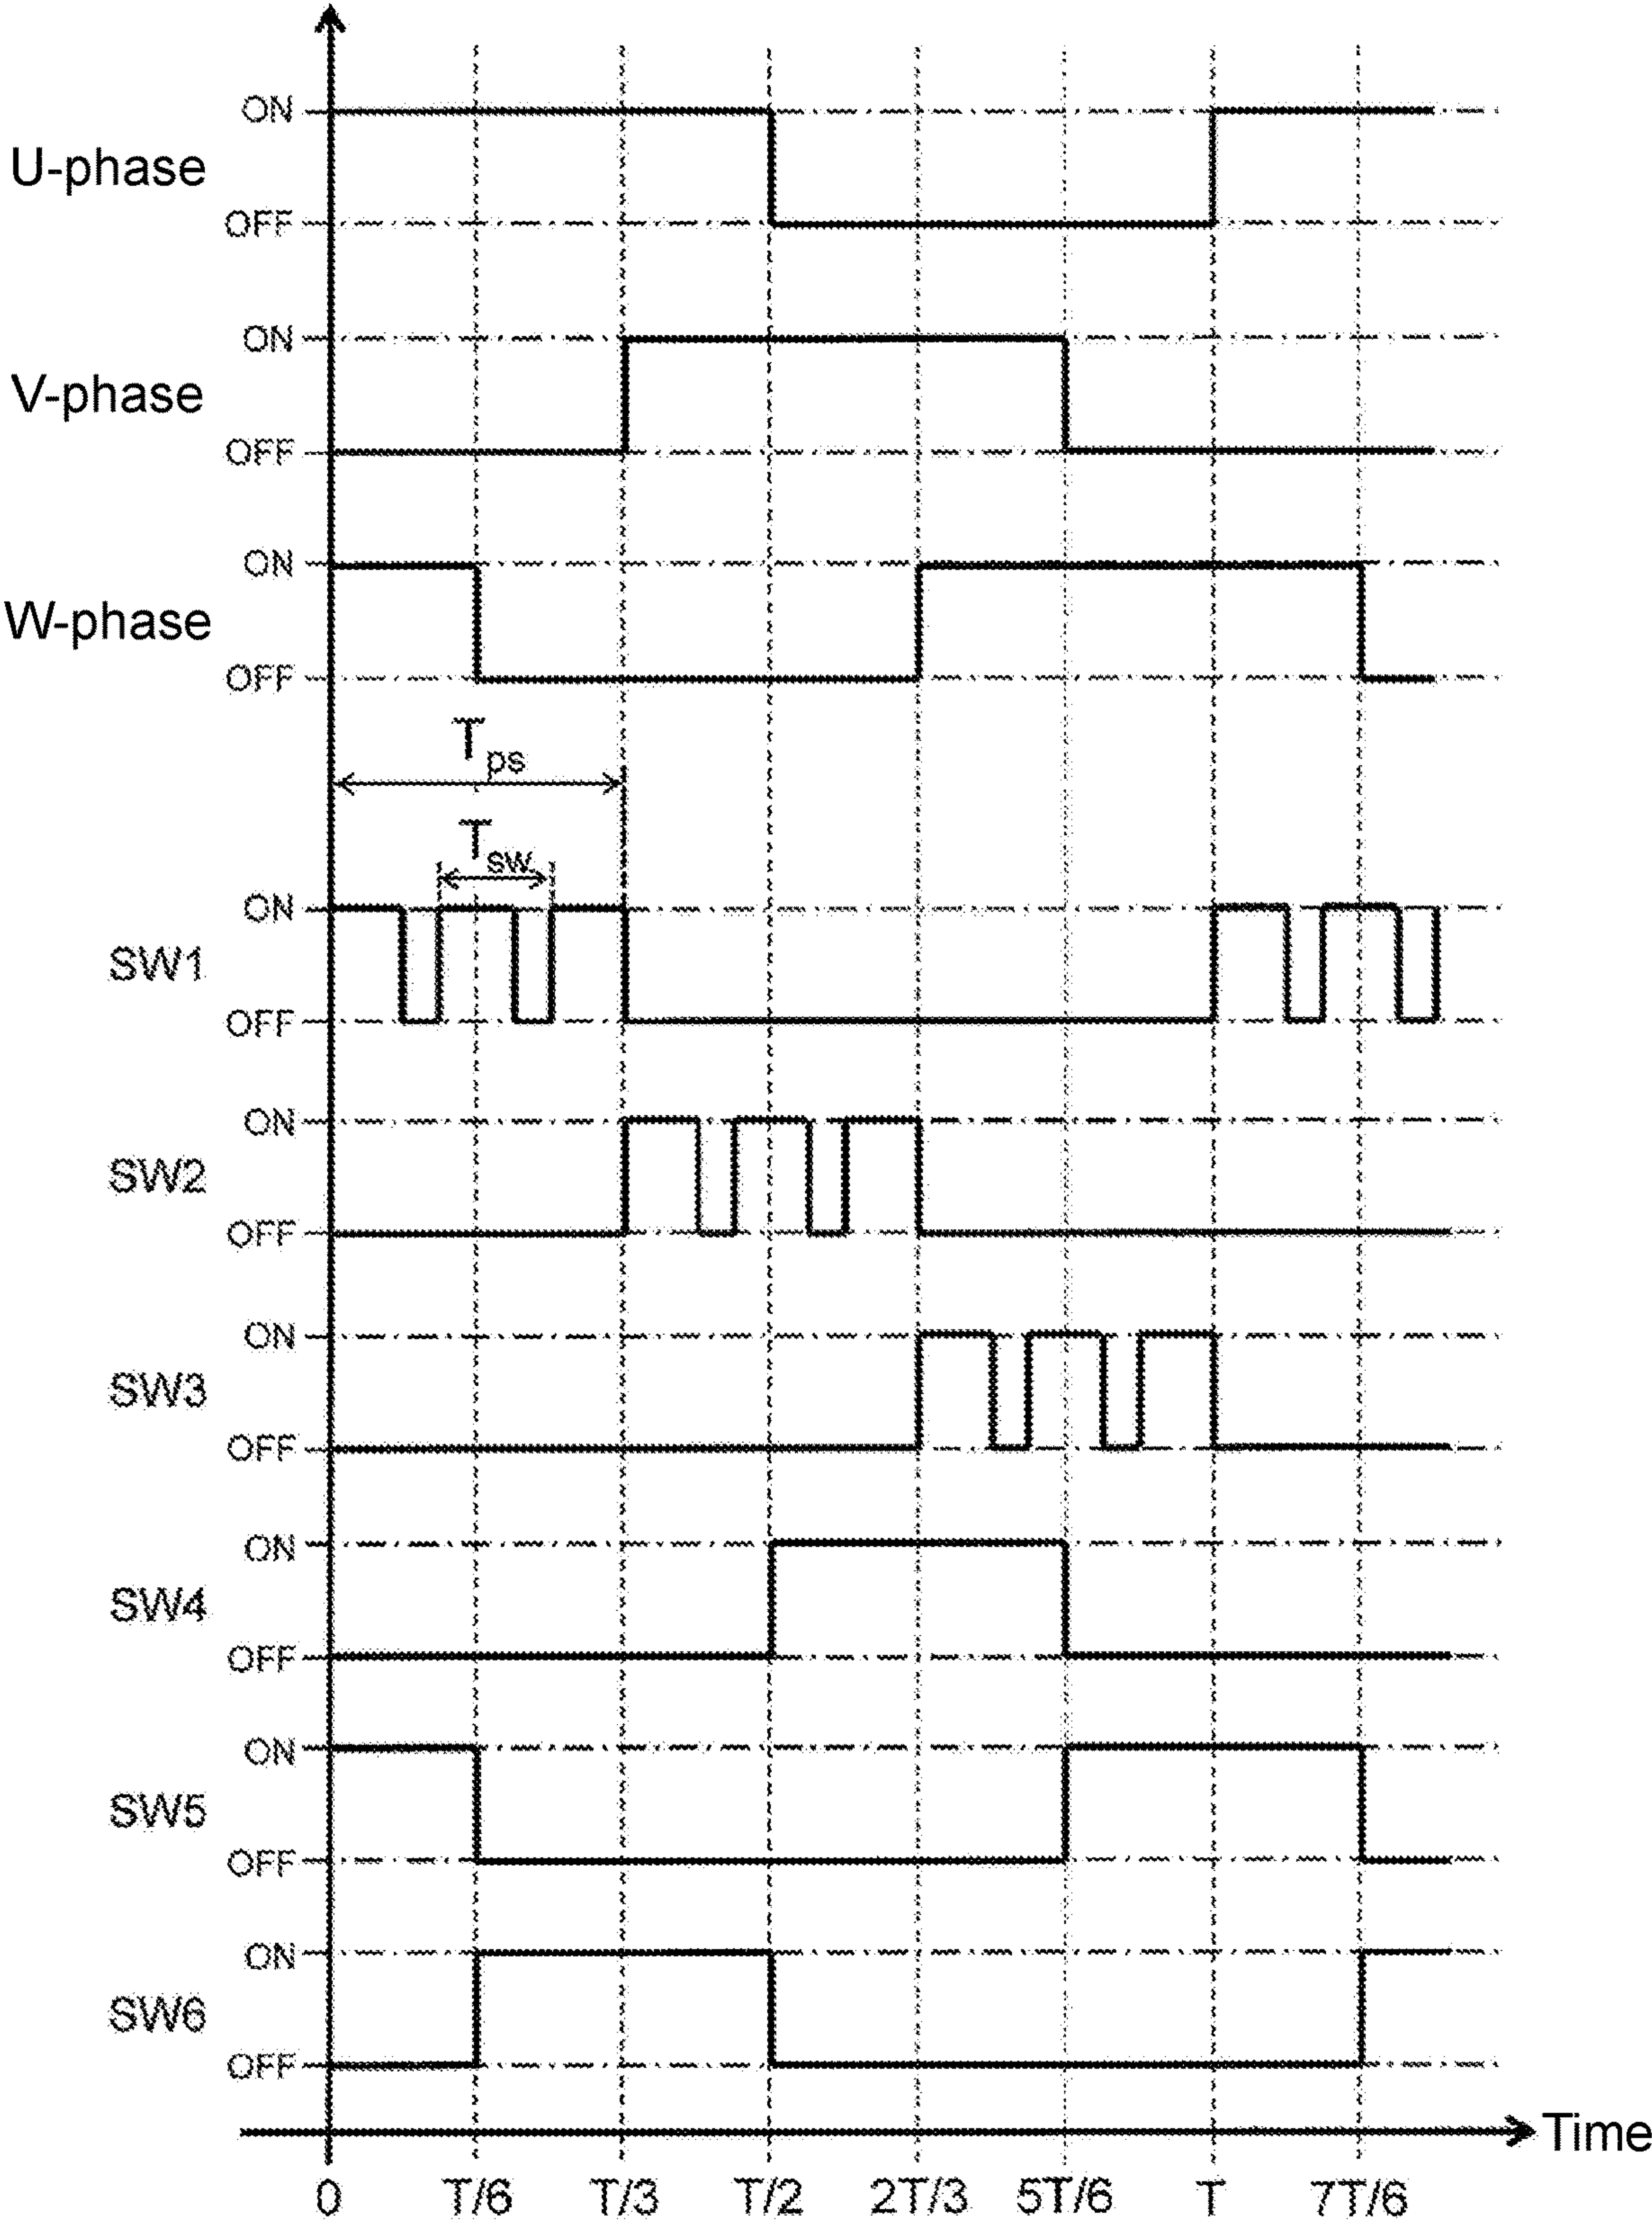 ON
U-phase
OFF
ON
V-phase
OFF
ON
W-phase
OFF
Tps
Tsw
ON
SW1
OFF
ON
SW2
OFF
ON
SW3
OFF
ON
SW4
OFF
ON
SW5
OFF
ON
SW6
OFF
Time
0 T/6 T/3 T/2 2T/3 5T/6 T 7T/6